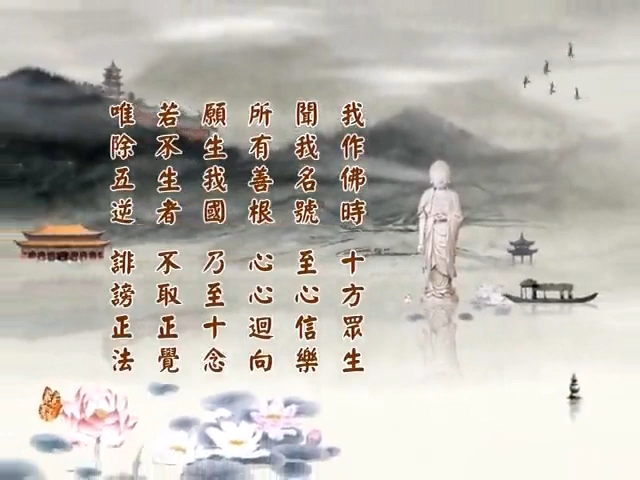 我作佛時 十方眾生
聞我名號 至心信樂
所有善根 心心迴向
願生我國 乃至十念
若不生者 不取正覺
唯除五逆 誹謗正法